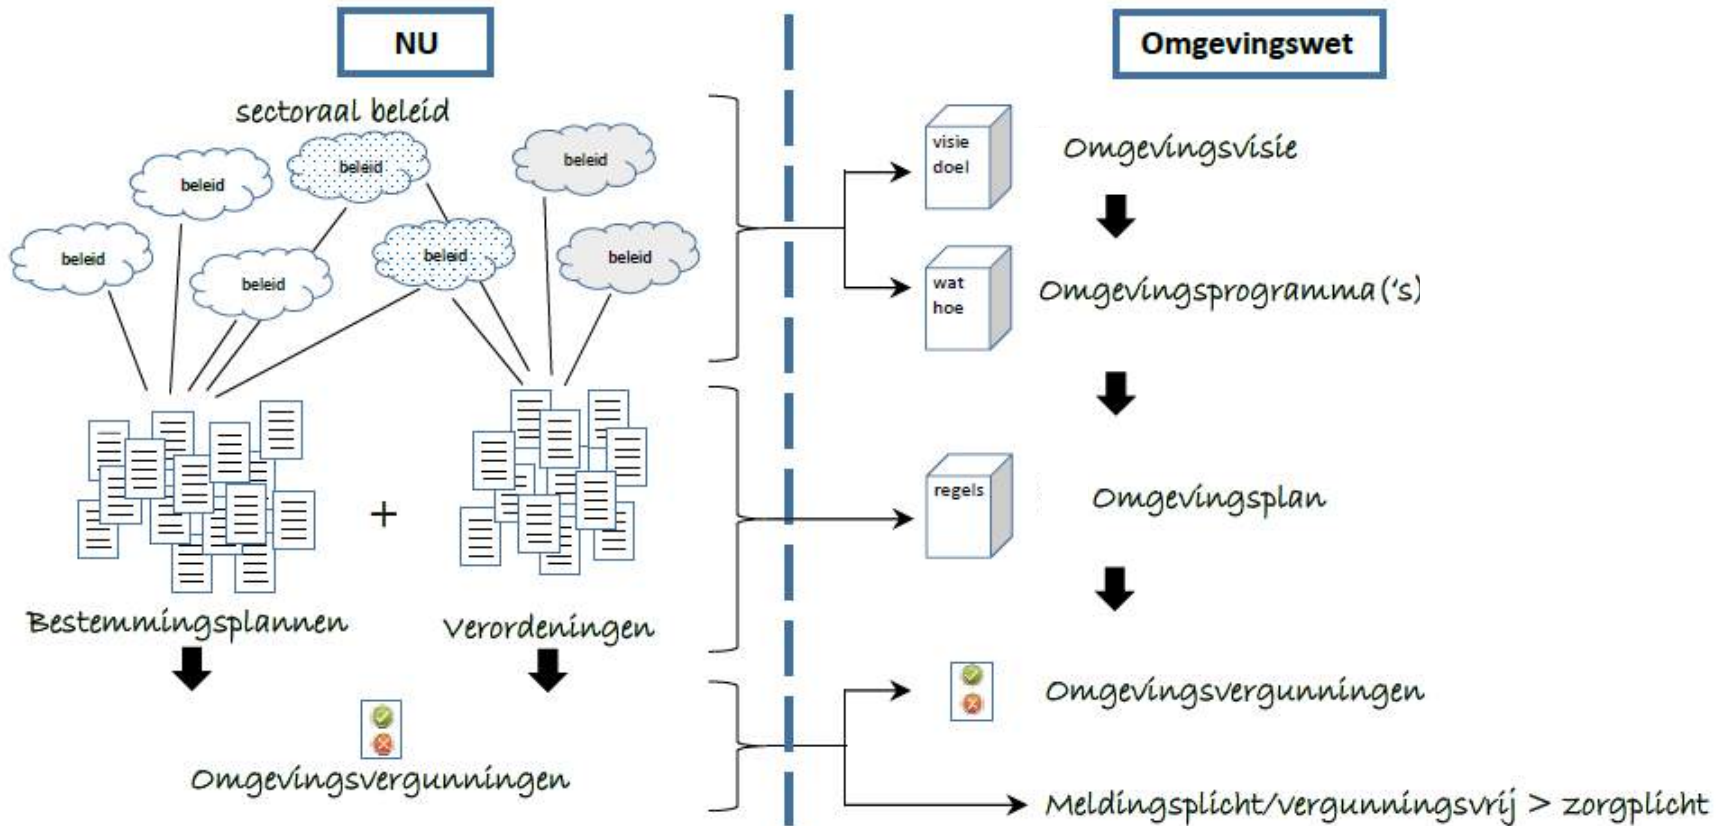 NU
Omgevingswet
sectoraal beleid
beleid
beleid
beleid
beleid
beleid
beleid
beleid
visie
doel
Omgevingsvisie
wat
hoe
Omgevingsprogramma('s)
+
regels
Omgevingsplan
Bestemmingsplannen
Verordeningen
Omgevingsvergunningen
Omgevingsvergunningen
Meldingsplicht/vergunningsvrij > zorgplicht